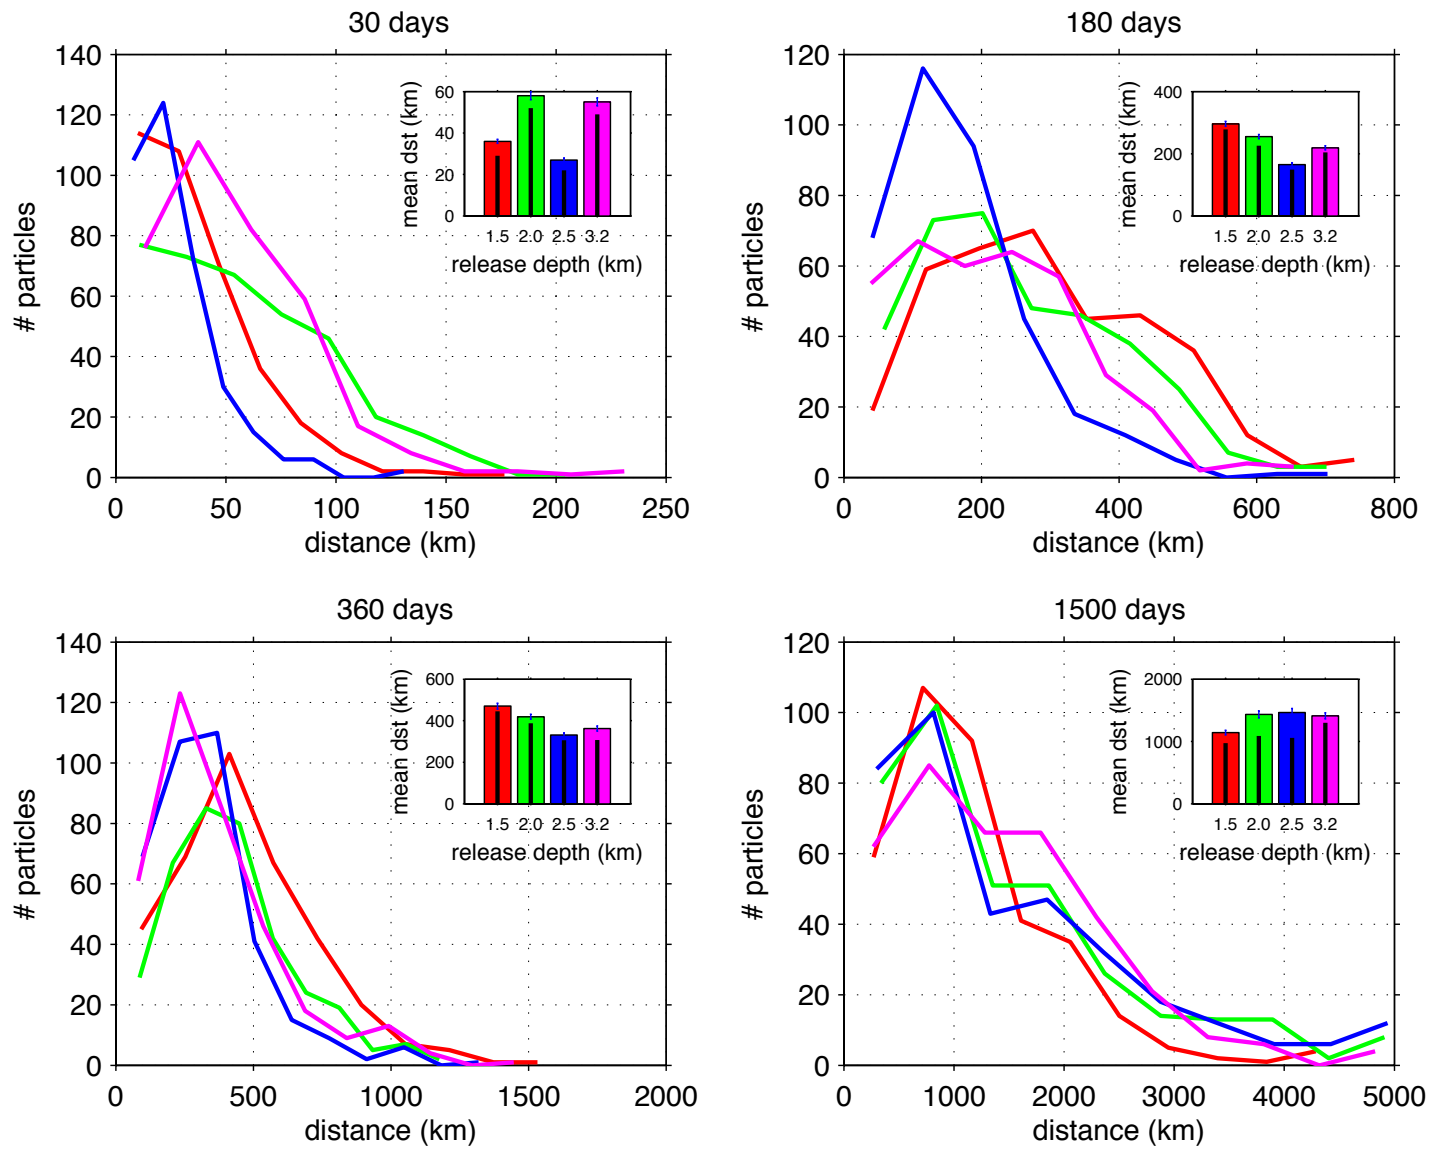 30 days
140
120
100
80
60
40
20
0
# particles
0 50 100 150 200 250
distance (km)
60
40
20
0
mean dst (km)
1.5 2.0 2.5 3.2
release depth (km)
180 days
120
100
80
60
40
20
0
# particles
0 200 400 600 800
distance (km)
400
200
0
mean dst (km)
1.5 2.0 2.5 3.2
release depth (km)
360 days
140
120
100
80
60
40
20
0
# particles
0 500 1000 1500 2000
distance (km)
600
400
200
0
mean dst (km)
1.5 2.0 2.5 3.2
release depth (km)
1500 days
120
100
80
60
40
20
0
# particles
0 1000 2000 3000 4000 5000
distance (km)
2000
1000
0
mean dst (km)
1.5 2.0 2.5 3.2
release depth (km)